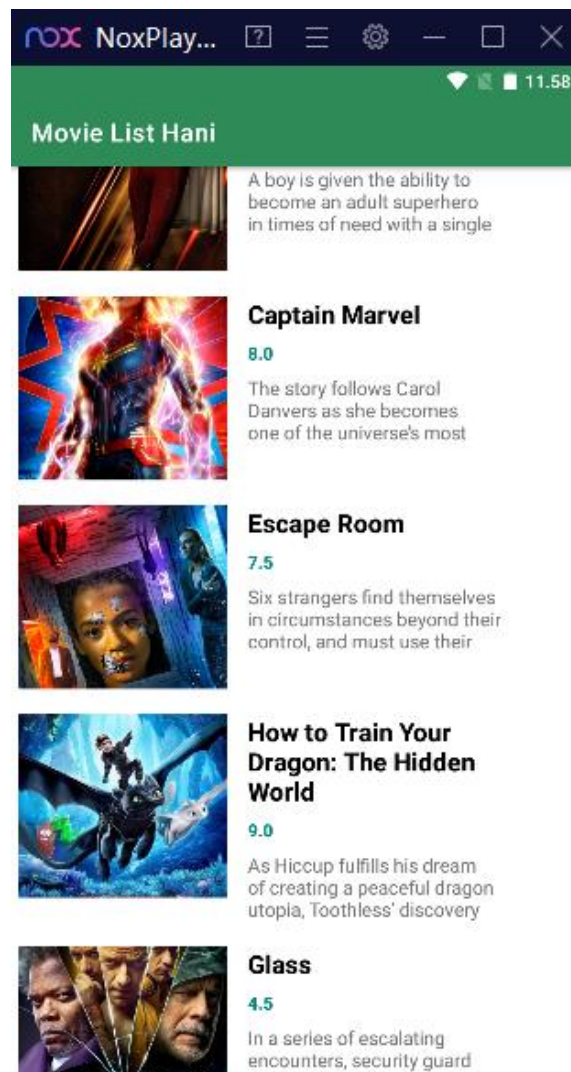 nox NoxPlay...
11.58
Movie List Hani
A boy is given the ability to
become an adult superhero
in times of need with a single
Captain Marvel
8.0
The story follows Carol
Danvers as she becomes
one of the universe's most
Escape Room
7.5
Six strangers find themselves
in circumstances beyond their
control, and must use their
How to Train Your
Dragon: The Hidden
World
9.0
As Hiccup fulfills his dream
of creating a peaceful dragon
utopia, Toothless' discovery
Glass
4.5
In a series of escalating
encounters, security guard